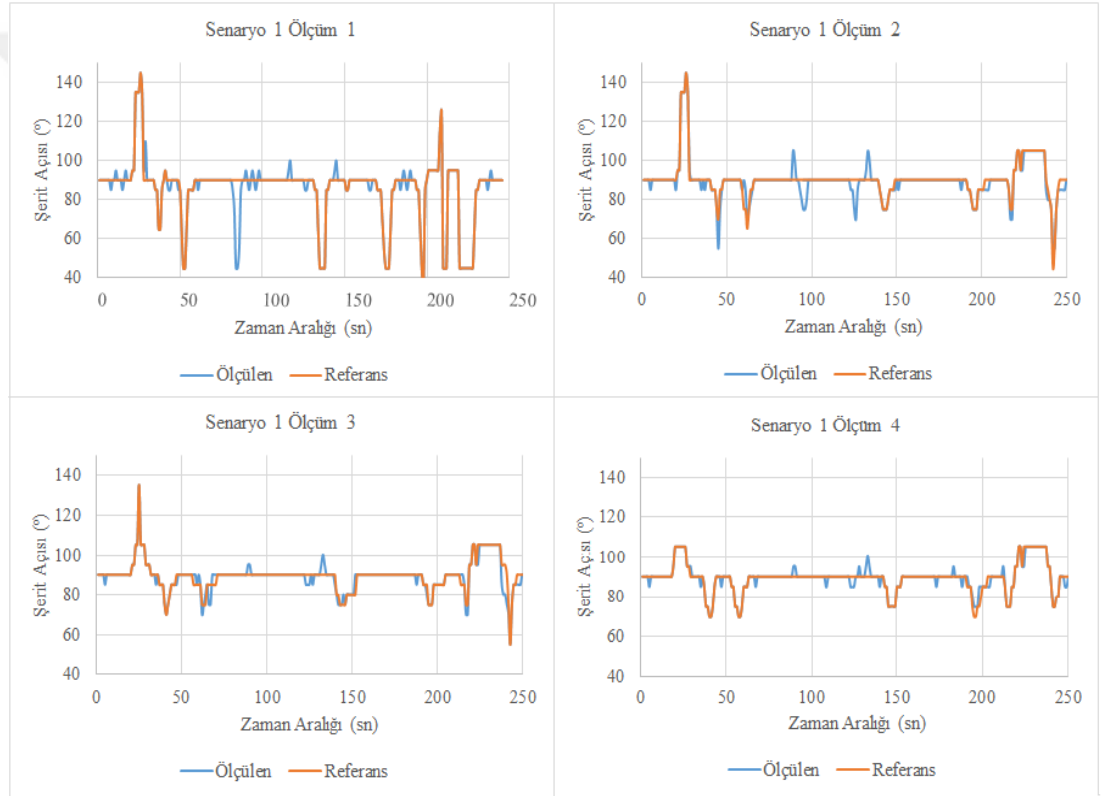 Senaryo 1 Ölçüm 1
Şerit Açısı (º)
140
120
100
80
60
40
0 50 100 150 200 250
Zaman Aralığı (sn)
Ölçülen Referans
Senaryo 1 Ölçüm 2
Şerit Açısı (º)
140
120
100
80
60
40
0 50 100 150 200 250
Zaman Aralığı (sn)
Ölçülen Referans
Senaryo 1 Ölçüm 3
Şerit Açısı (º)
140
120
100
80
60
40
0 50 100 150 200 250
Zaman Aralığı (sn)
Ölçülen Referans
Senaryo 1 Ölçüm 4
Şerit Açısı (º)
140
120
100
80
60
40
0 50 100 150 200 250
Zaman Aralığı (sn)
Ölçülen Referans